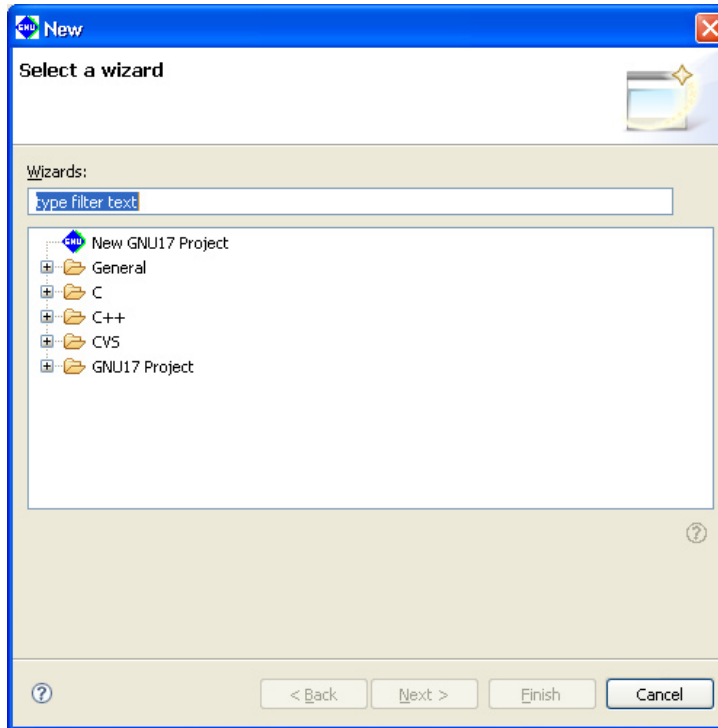 New
Select a wizard
Wizards:
type filter text
New GNU17 Project
General
C
C++
CVS
GNU17 Project
< Back Next > Finish Cancel